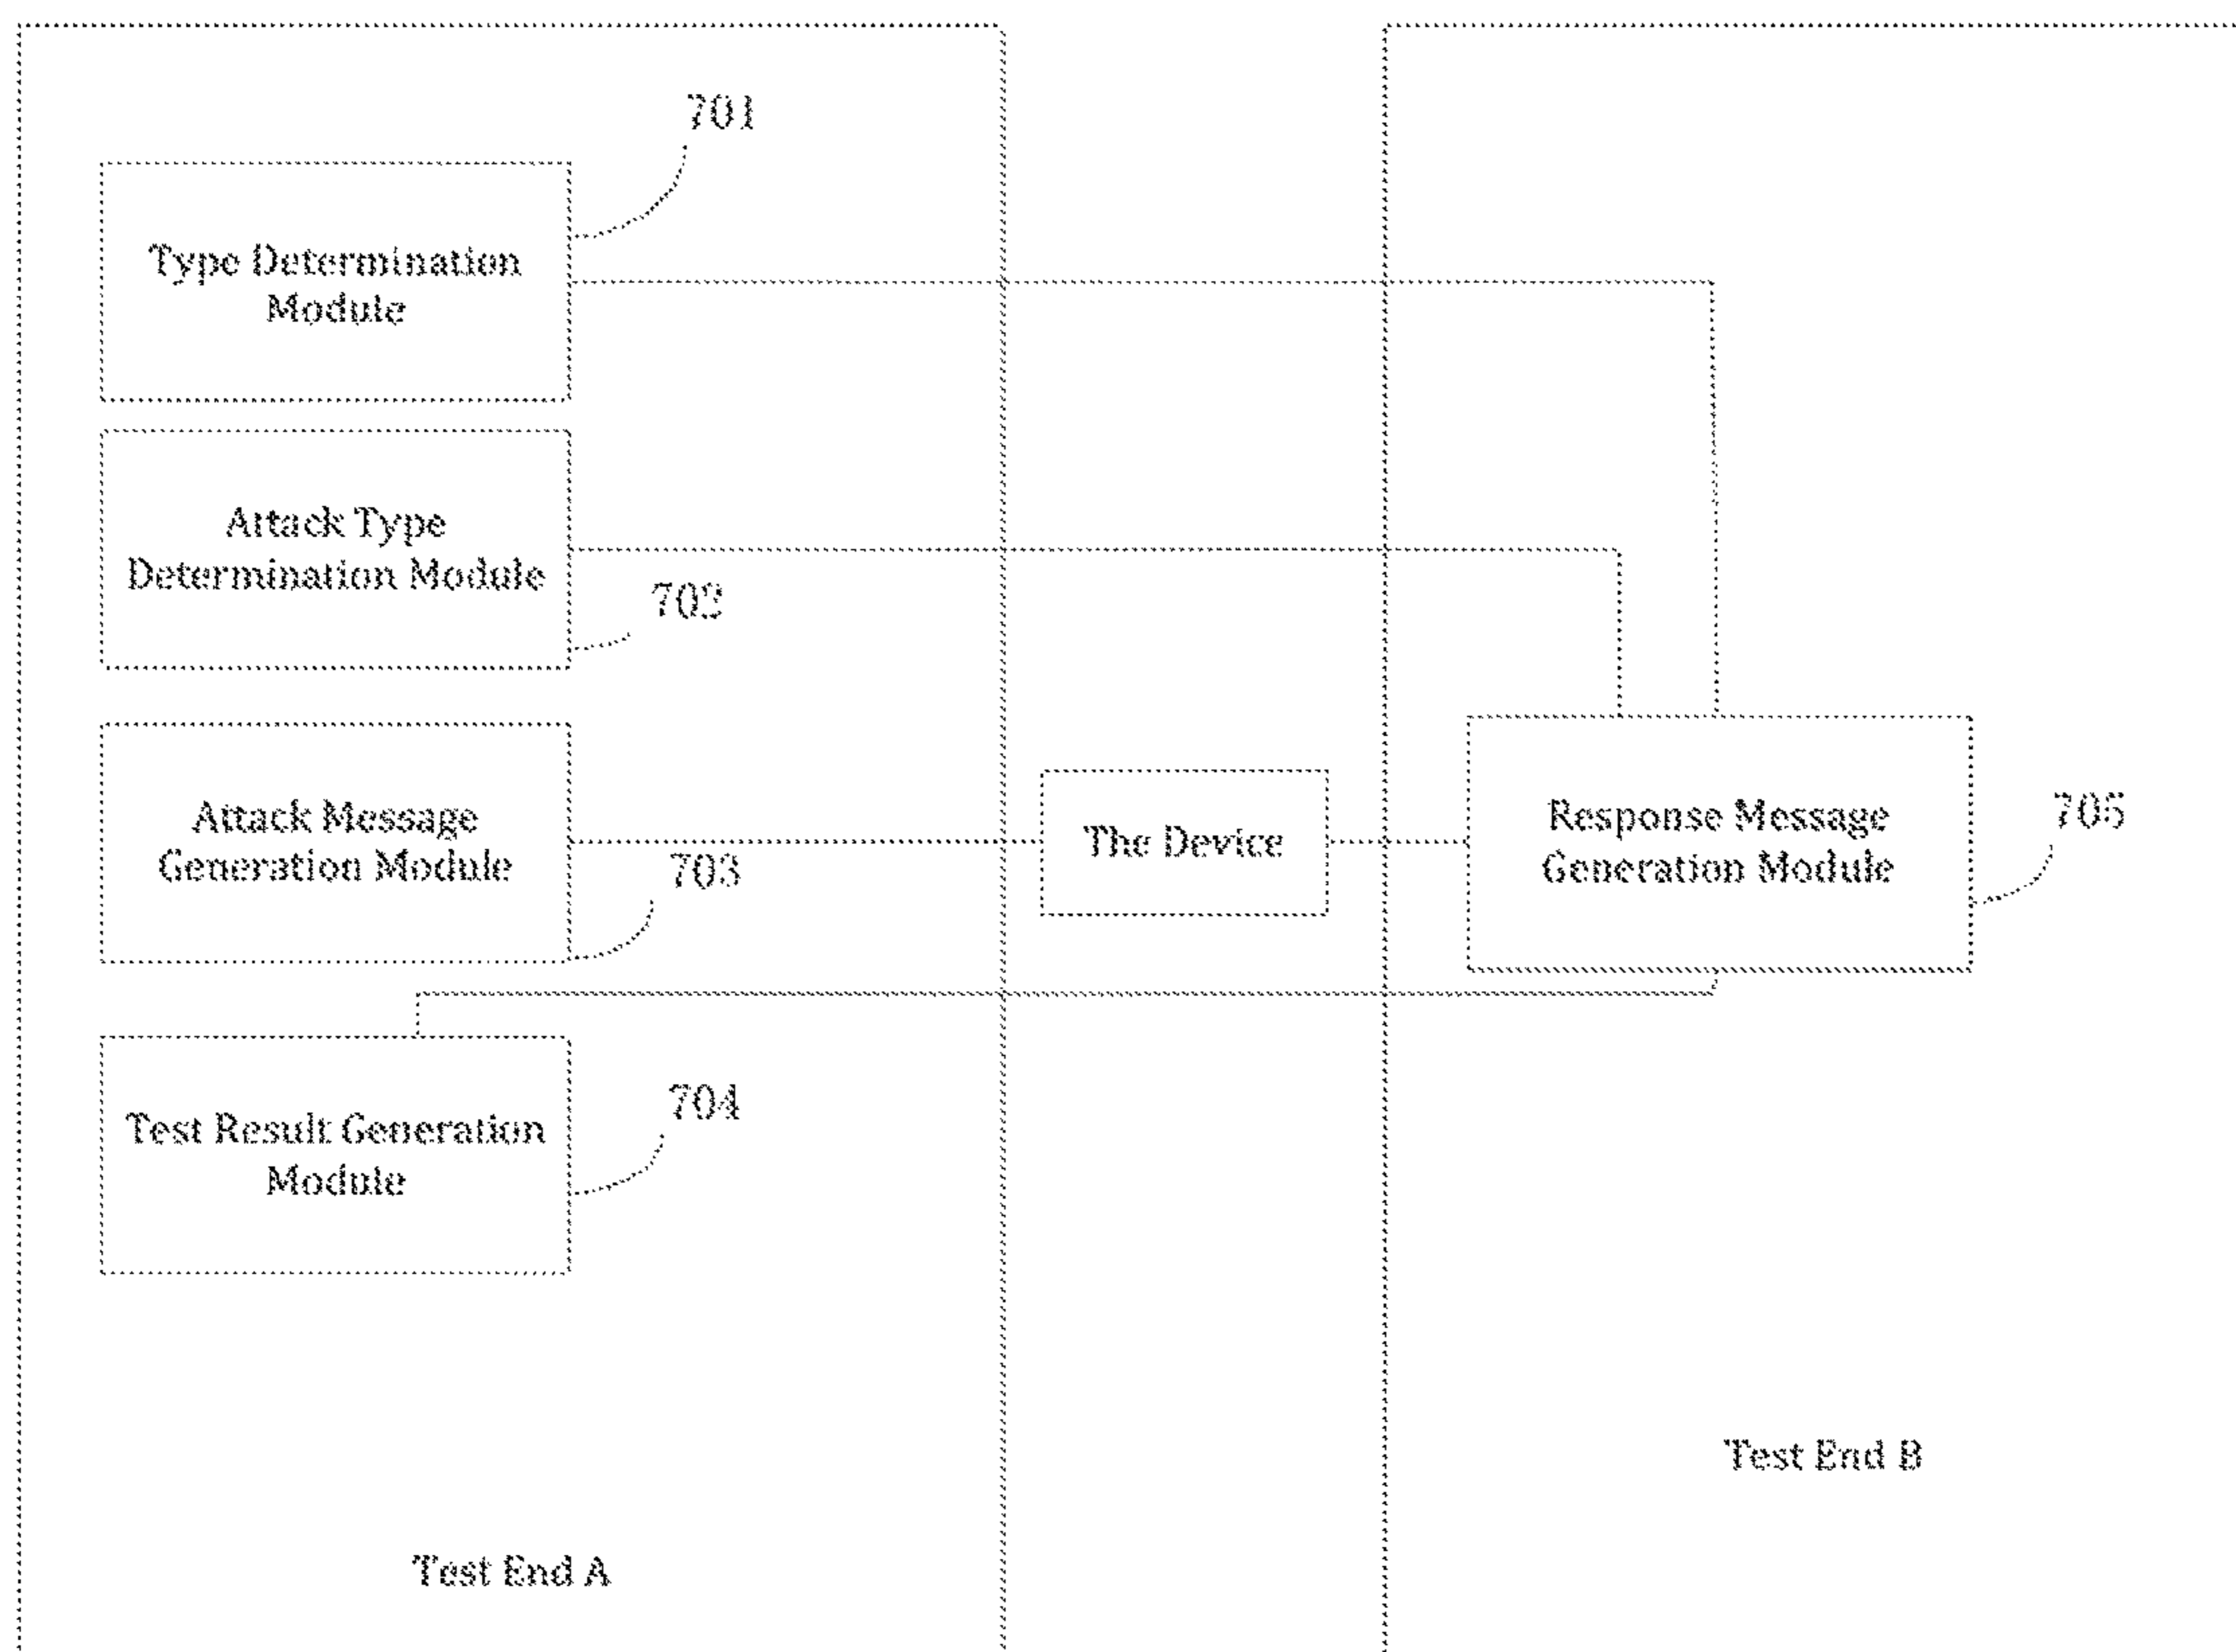 701
Type Determination
Module
Attack Type
Determination Module
702
Attack Message
Generation Module
703
The Device
Response Message
Generation Module
705
Test Result Generation
Module
704
Test End B
Test End A